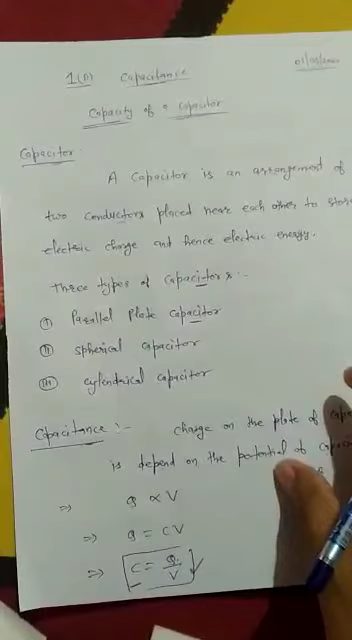 1(D) Capacitance
Capacity of a Capacitor
Capacitor:
A Capacitor is an arrangement of
two conductors placed near each other to store
electric charge and hence electric energy.
Three types of capacitors:-
(I) Parallel Plate capacitor
(II) spherical capacitor
(III) cylindrical capacitor
Capacitance :- charge on the plate of
is depend on the potential of
⇒ Q ∝ V
⇒ Q = CV
⇒ C = Q/V